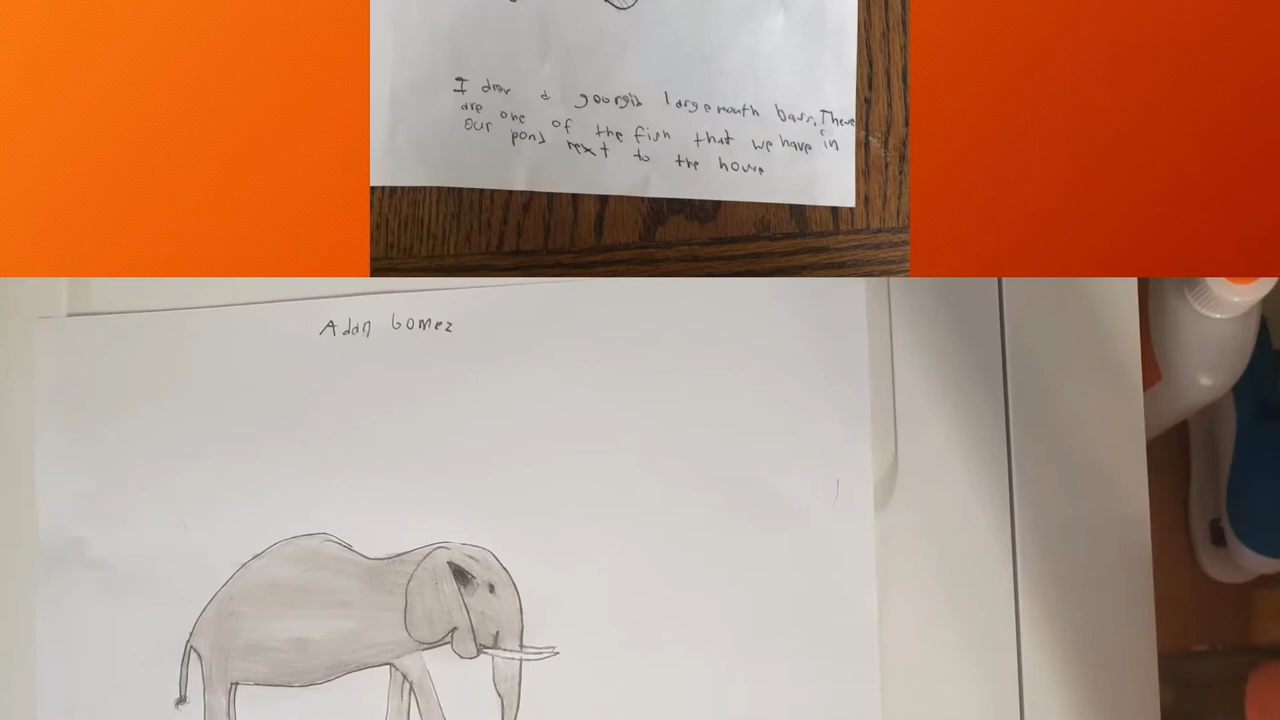 I drew a georgia largemouth bass, These
are one of the fish that we have in
our pond next to the house
Adan Gomez